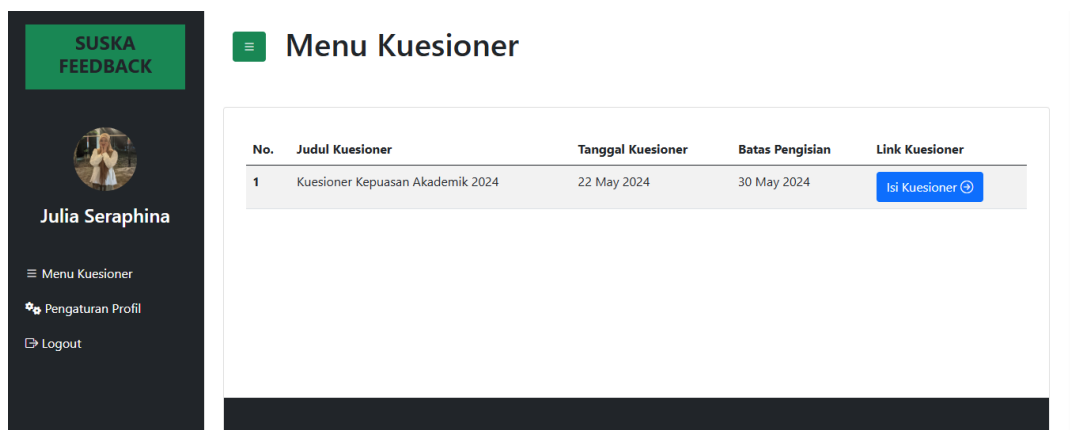 SUSKA
FEEDBACK
Julia Seraphina
Menu Kuesioner
Pengaturan Profil
Logout
Menu Kuesioner
No. Judul Kuesioner Tanggal Kuesioner Batas Pengisian Link Kuesioner
1 Kuesioner Kepuasan Akademik 2024 22 May 2024 30 May 2024 Isi Kuesioner